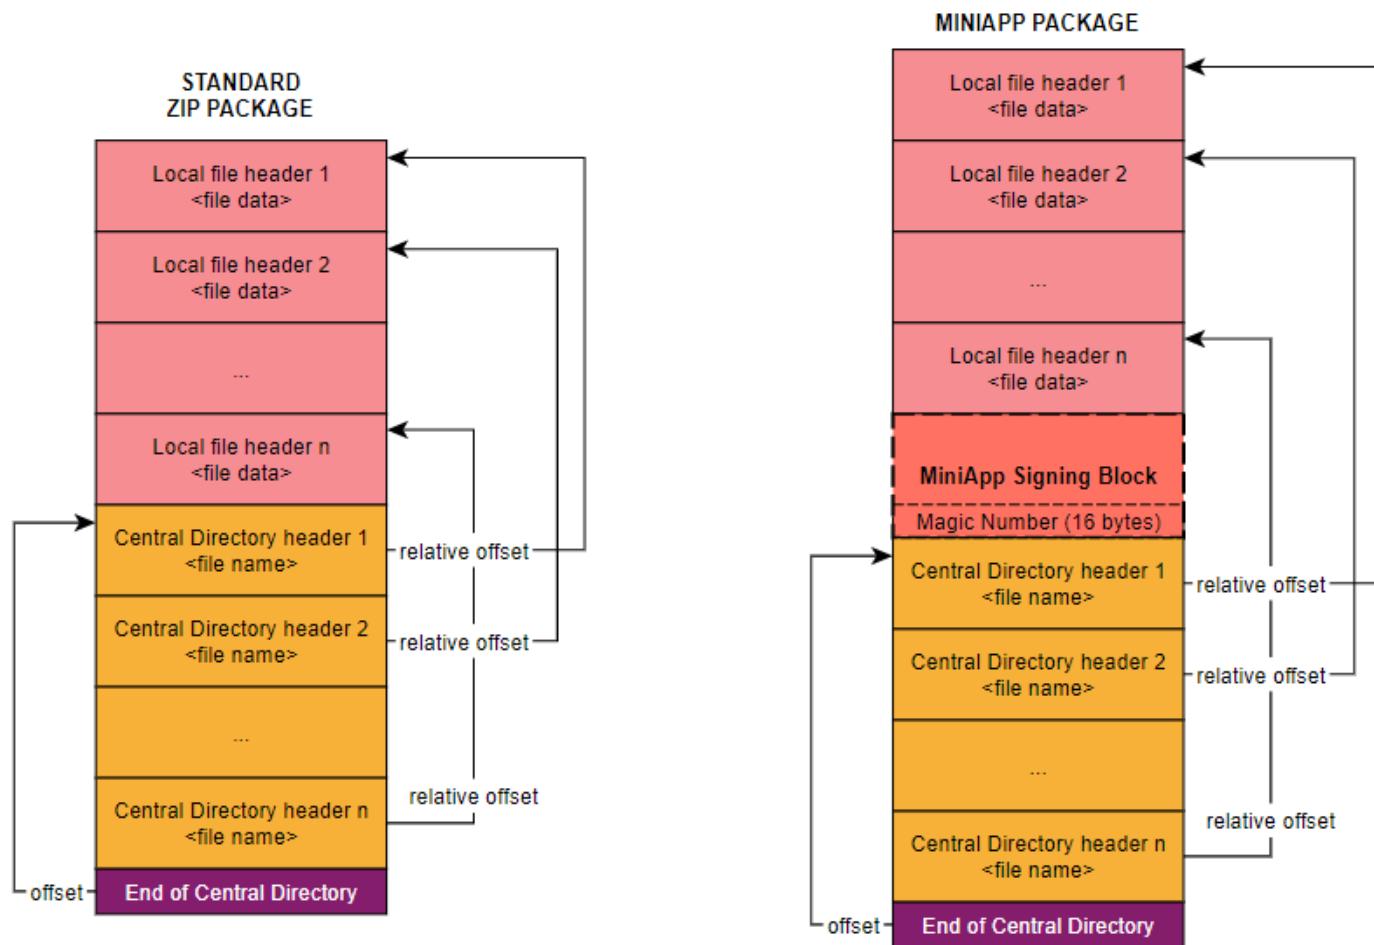 STANDARD
ZIP PACKAGE
Local file header 1
<file data>
Local file header 2
<file data>
...
Local file header n
<file data>
Central Directory header 1
<file name>
relative offset
Central Directory header 2
<file name>
relative offset
...
relative offset
Central Directory header n
<file name>
offset
End of Central Directory
MINIAPP PACKAGE
Local file header 1
<file data>
Local file header 2
<file data>
...
Local file header n
<file data>
MiniApp Signing Block
Magic Number (16 bytes)
Central Directory header 1
<file name>
relative offset
Central Directory header 2
<file name>
relative offset
...
relative offset
Central Directory header n
<file name>
offset
End of Central Directory